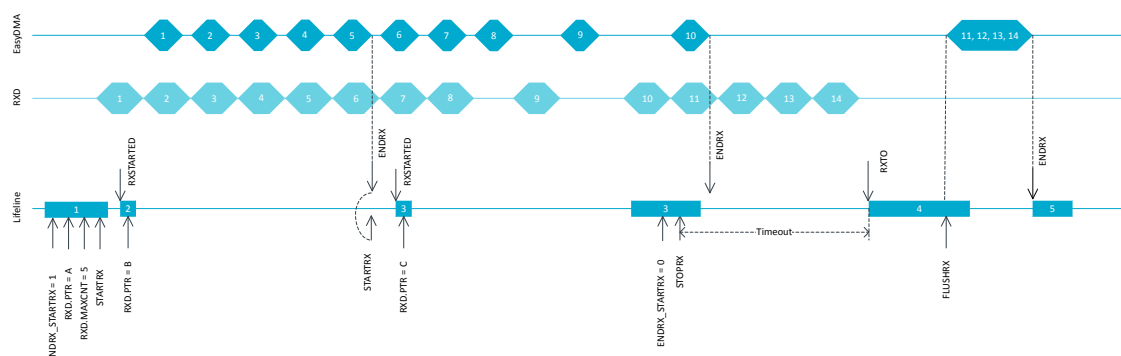 EasyDMA
1
2
3
4
5
6
7
8
9
10
11, 12, 13, 14
RXD
1
2
3
4
5
6
7
8
9
10
11
12
13
14
RXSTARTED
ENDRX
RXSTARTED
ENDRX
RXTO
ENDRX
Lifeline
1
2
3
3
4
5
Timeout
NDRX_STARTRX = 1
RXD.PTR = A
RXD.MAXCNT = 5
STARTRX
RXD.PTR = B
STARTRX
RXD.PTR = C
ENDRX_STARTRX = 0
STOPRX
FLUSHRX